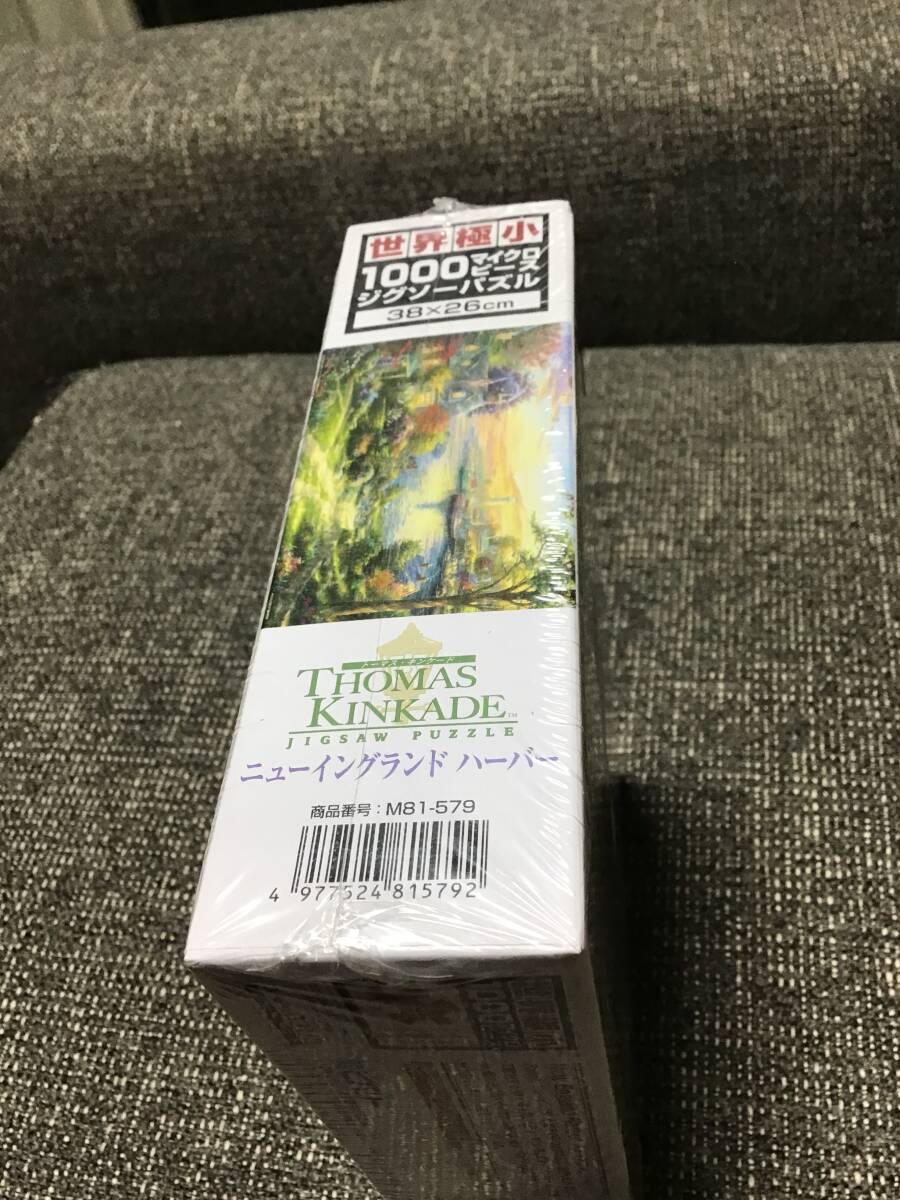 世界極小
1000マイクロピース
ジグソーパズル
38×26cm
トーマス・キンケード
THOMAS
KINKADE™
JIGSAW PUZZLE
ニューイングランド ハーバー
商品番号:M81-579
4 977524 815792